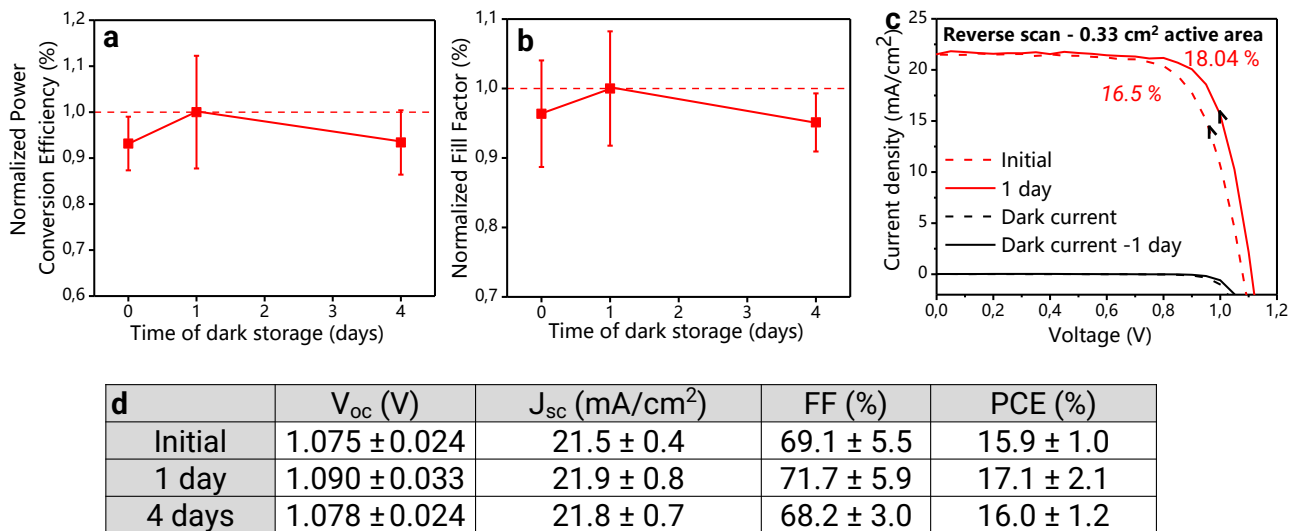 a
1,2
1,1
1,0
0,9
0,8
0,7
0,6
0
1
2
3
4
Normalized Power
Conversion Efficiency (%)
Time of dark storage (days)
b
1,1
1,0
0,9
0,8
0,7
0
1
2
3
4
Normalized Fill Factor (%)
Time of dark storage (days)
c
Reverse scan - 0.33 cm² active area
18.04 %
16.5 %
Initial
1 day
Dark current
Dark current -1 day
25
20
15
10
5
0
0,0
0,2
0,4
0,6
0,8
1,0
1,2
Current density (mA/cm²)
Voltage (V)
d Voc (V) Jsc (mA/cm²) FF (%) PCE (%)
Initial 1.075 ±0.024 21.5 ± 0.4 69.1 ± 5.5 15.9 ± 1.0
1 day 1.090 ±0.033 21.9 ± 0.8 71.7 ± 5.9 17.1 ± 2.1
4 days 1.078 ±0.024 21.8 ± 0.7 68.2 ± 3.0 16.0 ± 1.2